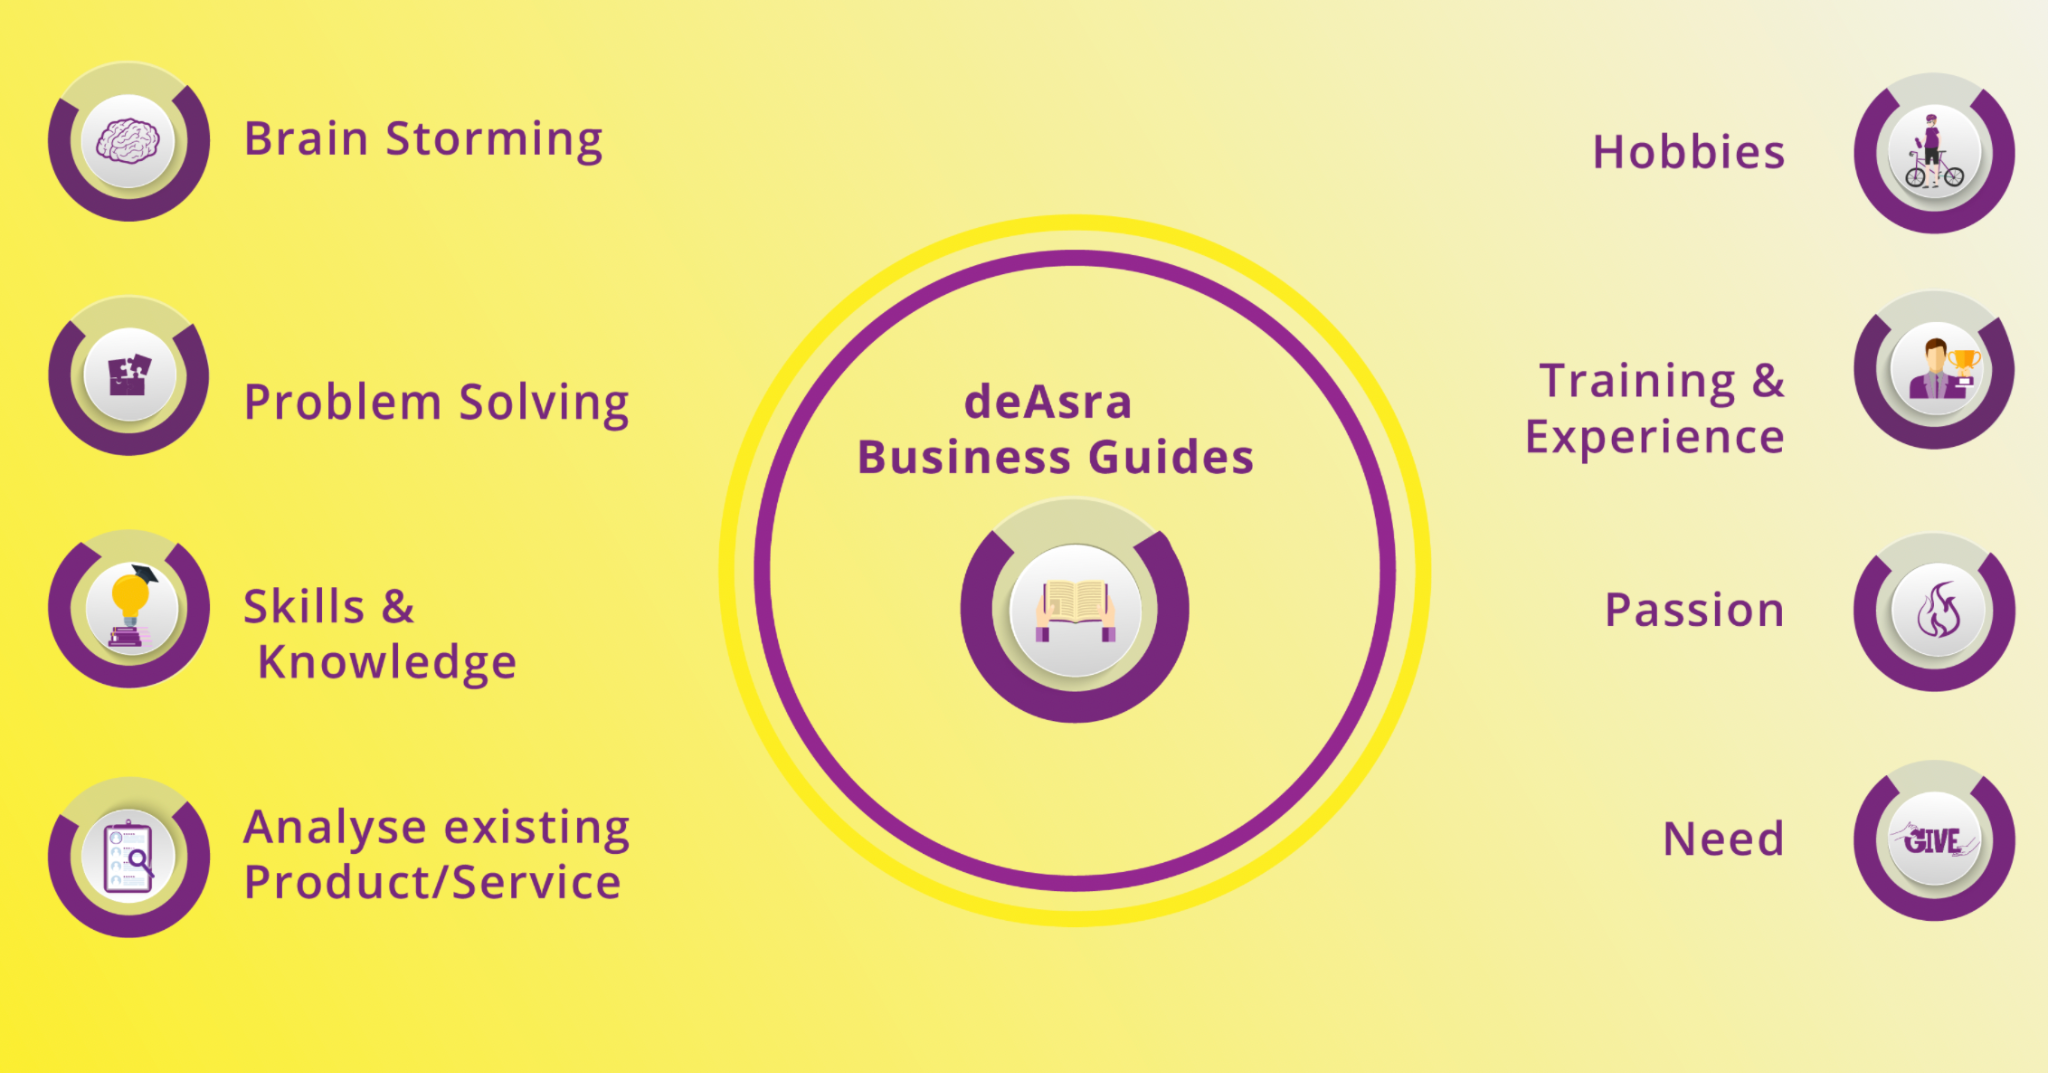 Brain Storming
Problem Solving
Skills &
Knowledge
Analyse existing
Product/Service
deAsra
Business Guides
Hobbies
Training &
Experience
Passion
Need
GIVE